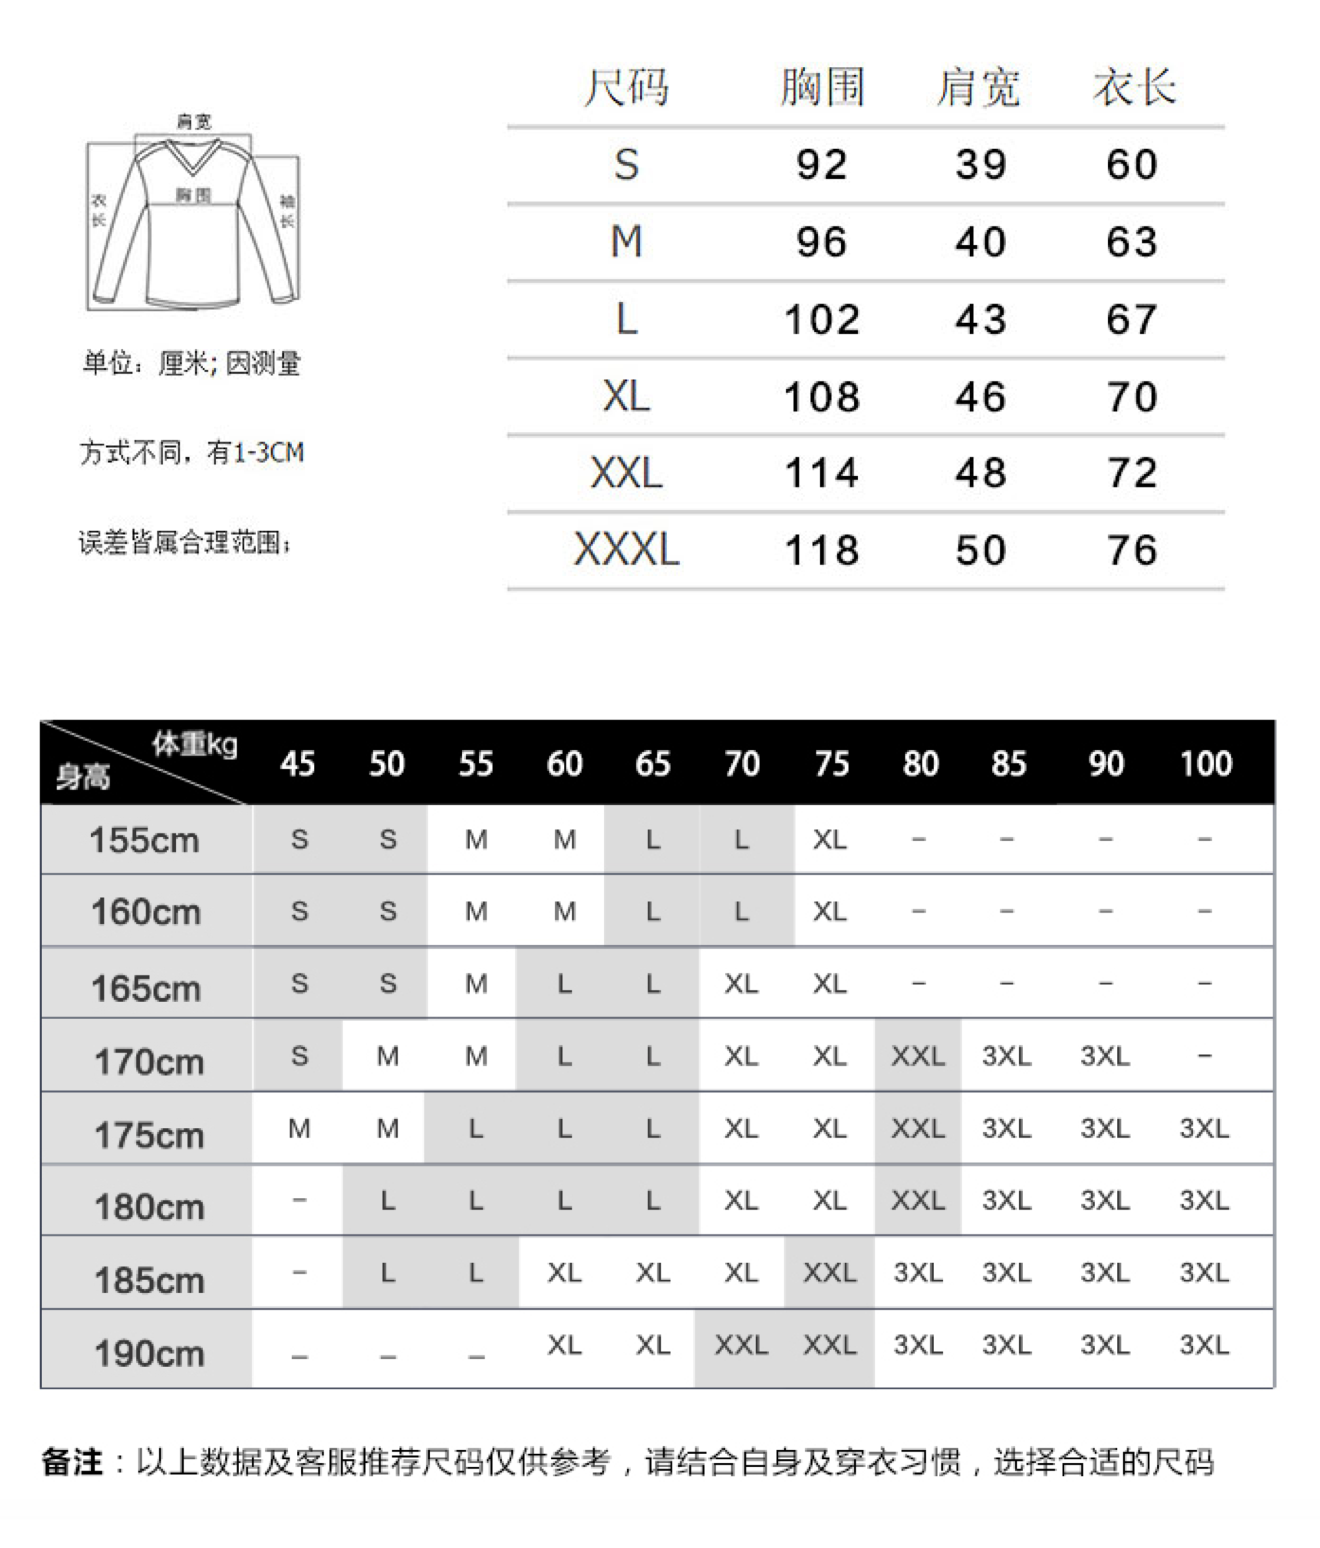 肩宽
衣长
胸围
袖长
单位：厘米；因测量
方式不同，有1-3CM
误差皆属合理范围；
尺码 胸围 肩宽 衣长
S 92 39 60
M 96 40 63
L 102 43 67
XL 108 46 70
XXL 114 48 72
XXXL 118 50 76
体重kg 身高 45 50 55 60 65 70 75 80 85 90 100
155cm S S M M L L XL – – – –
160cm S S M M L L XL – – – –
165cm S S M L L XL XL – – – –
170cm S M M L L XL XL XXL 3XL 3XL –
175cm M M L L L XL XL XXL 3XL 3XL 3XL
180cm – L L L L XL XL XXL 3XL 3XL 3XL
185cm – L L XL XL XL XXL 3XL 3XL 3XL 3XL
190cm – – – XL XL XXL XXL 3XL 3XL 3XL 3XL
备注：以上数据及客服推荐尺码仅供参考，请结合自身及穿衣习惯，选择合适的尺码